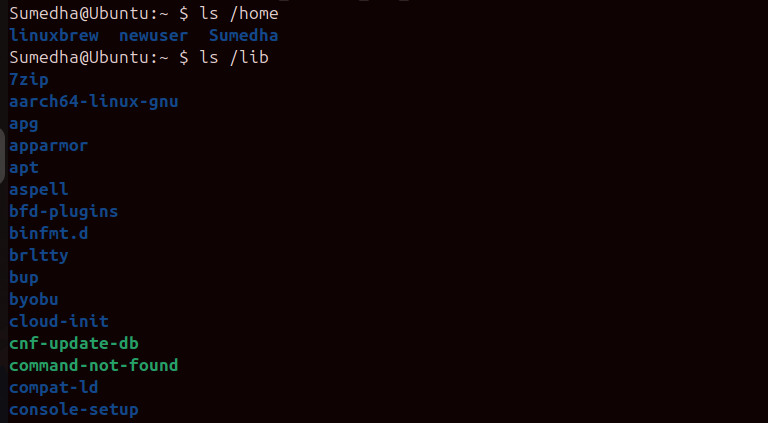 Sumedha@Ubuntu:~ $ ls /home
linuxbrew  newuser  Sumedha
Sumedha@Ubuntu:~ $ ls /lib
7zip
aarch64-linux-gnu
apg
apparmor
apt
aspell
bfd-plugins
binfmt.d
brltty
bup
byobu
cloud-init
cnf-update-db
command-not-found
compat-ld
console-setup